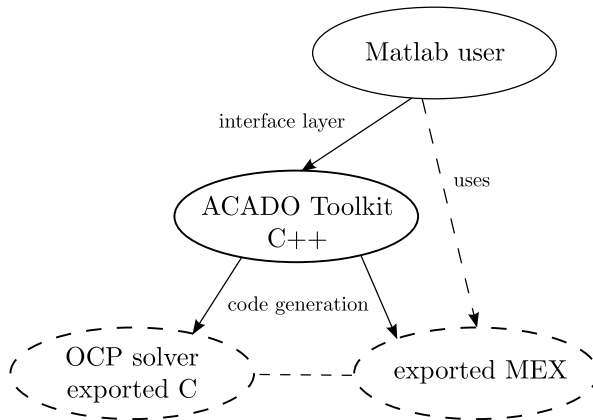 Matlab user
interface layer
uses
ACADO Toolkit
C++
code generation
OCP solver
exported C
exported MEX